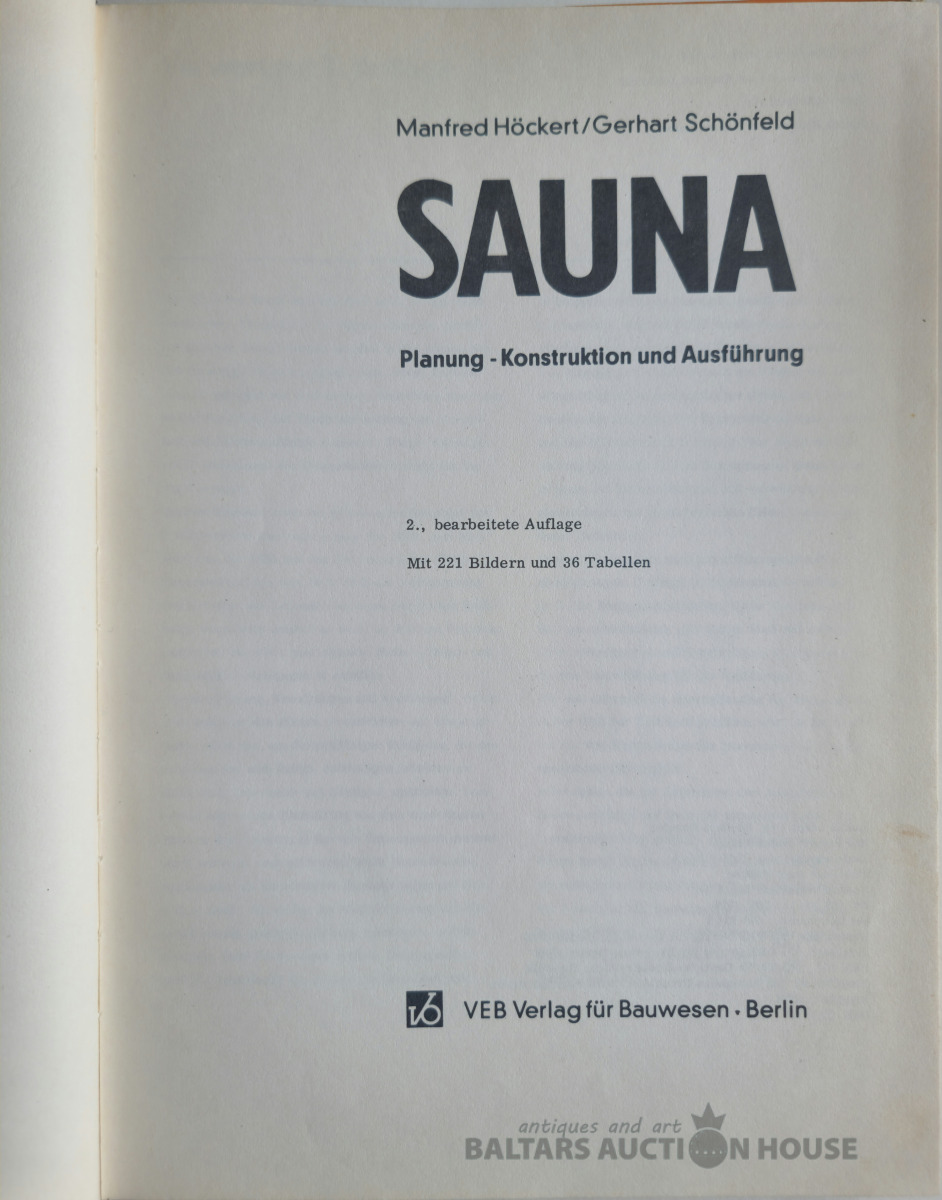 Manfred Höckert/Gerhart Schönfeld
SAUNA
Planung - Konstruktion und Ausführung
2., bearbeitete Auflage
Mit 221 Bildern und 36 Tabellen
VEB Verlag für Bauwesen · Berlin
antiques and art
BALTARS AUCTION HOUSE